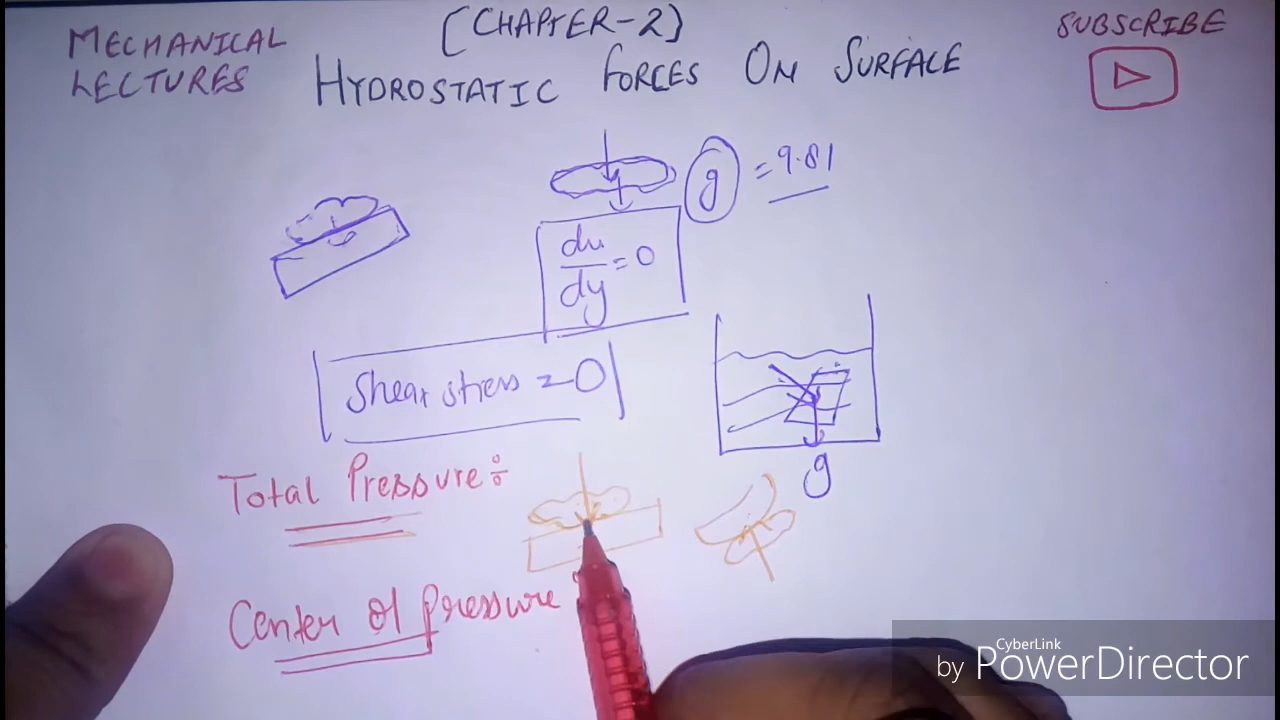 [CHAPTER-2]
MECHANICAL
LECTURES
HYDROSTATIC FORCES ON SURFACE
SUBSCRIBE
g = 9.81
du/dy = 0
Shear stress = 0
g
Total Pressure ÷
Center of Pressure
CyberLink
by PowerDirector